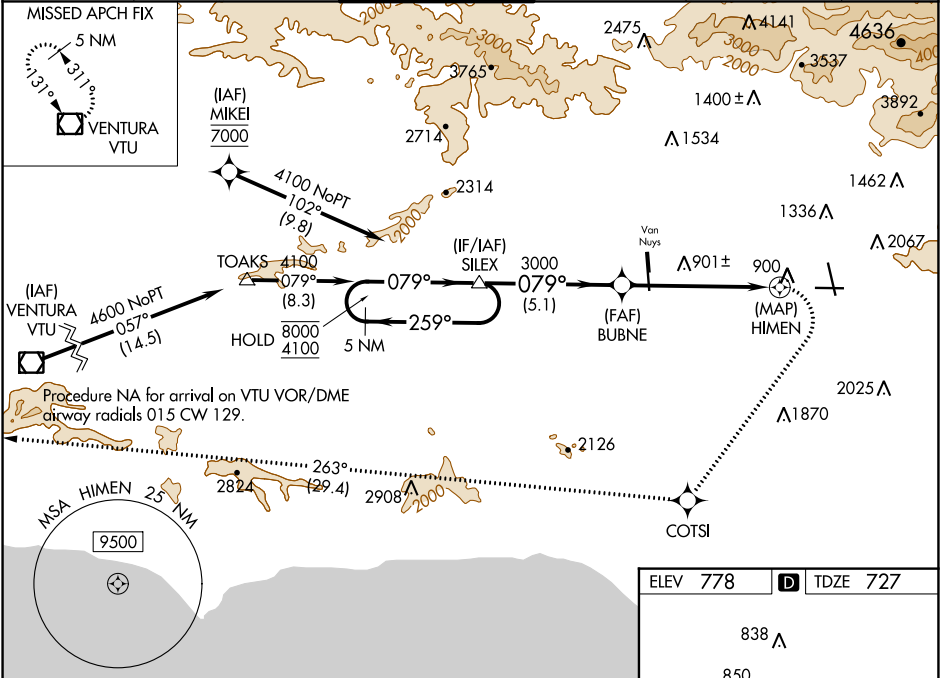 MISSED APCH FIX
5 NM
311°
131°
VENTURA
VTU
(IAF)
MIKEI
7000
4100 NoPT
102°
(9.8)
2000
3000
3765
2714
2314
2000
2475
4141
3000
2000
4636
400
3537
1400 ±
3892
1534
1462
1336
2067
Van
Nuys
901±
900
(MAP)
HIMEN
TOAKS
4100
079°
(8.3)
079°
(IF/IAF)
SILEX
3000
079°
(5.1)
(FAF)
BUBNE
259°
HOLD
8000
4100
5 NM
(IAF)
VENTURA
VTU
4600 NoPT
057°
(14.5)
Procedure NA for arrival on VTU VOR/DME
airway radials 015 CW 129.
2025
1870
2126
263°
(29.4)
2824
2908
2000
COTSI
MSA HIMEN 25 NM
9500
ELEV 778 D TDZE 727
838
850